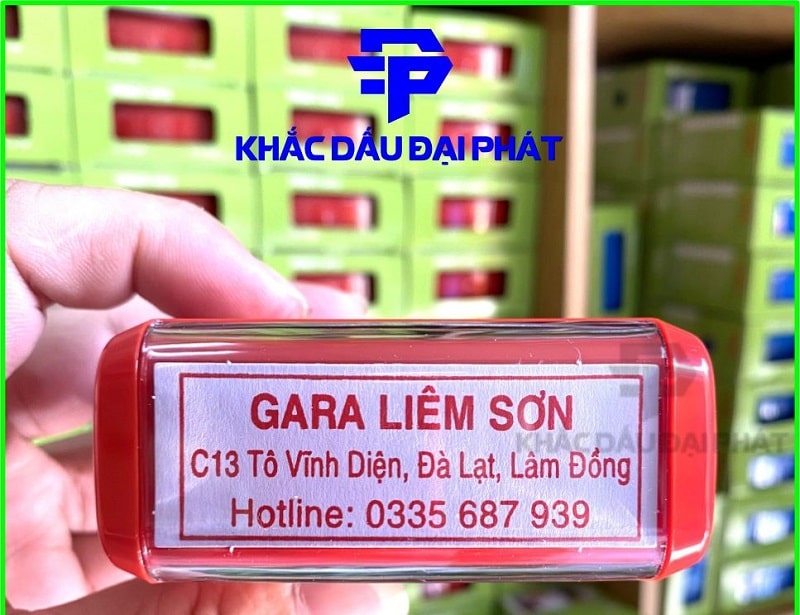 KHẮC DẤU ĐẠI PHÁT
GARA LIÊM SƠN
KHẮC DẤU ĐẠI PHÁT
C13 Tô Vĩnh Diện, Đà Lạt, Lâm Đồng
Hotline: 0335 687 939